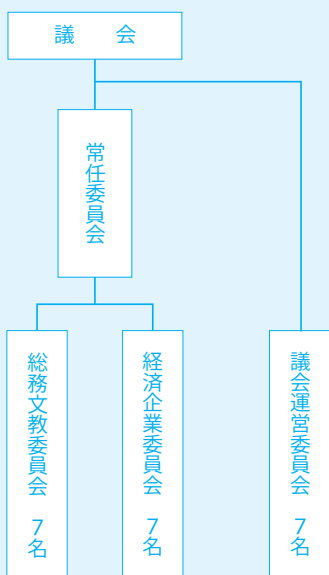 議　会
常任委員会
総務文教委員会　7名
経済企業委員会　7名
議会運営委員会　7名